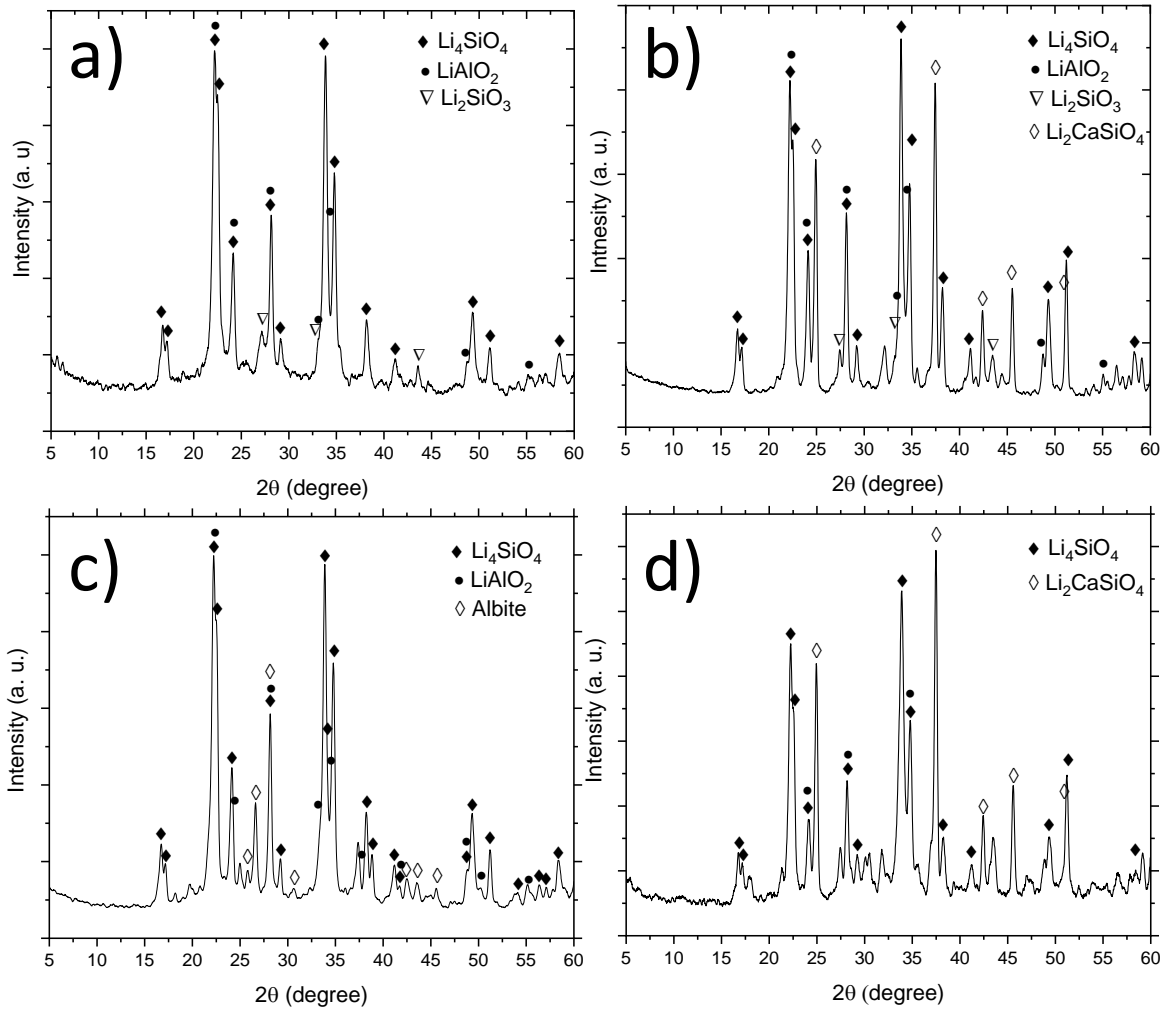 a)
◆ Li₄SiO₄
● LiAlO₂
▽ Li₂SiO₃
Intensity (a. u)
5 10 15 20 25 30 35 40 45 50 55 60
2θ (degree)
b)
◆ Li₄SiO₄
● LiAlO₂
▽ Li₂SiO₃
◇ Li₂CaSiO₄
Intnesity (a. u.)
5 10 15 20 25 30 35 40 45 50 55 60
2θ (degree)
c)
◆ Li₄SiO₄
● LiAlO₂
◇ Albite
Intensity (a. u.)
5 10 15 20 25 30 35 40 45 50 55 60
2θ (degree)
d)
◆ Li₄SiO₄
◇ Li₂CaSiO₄
Intensity (a. u.)
5 10 15 20 25 30 35 40 45 50 55 60
2θ (degree)